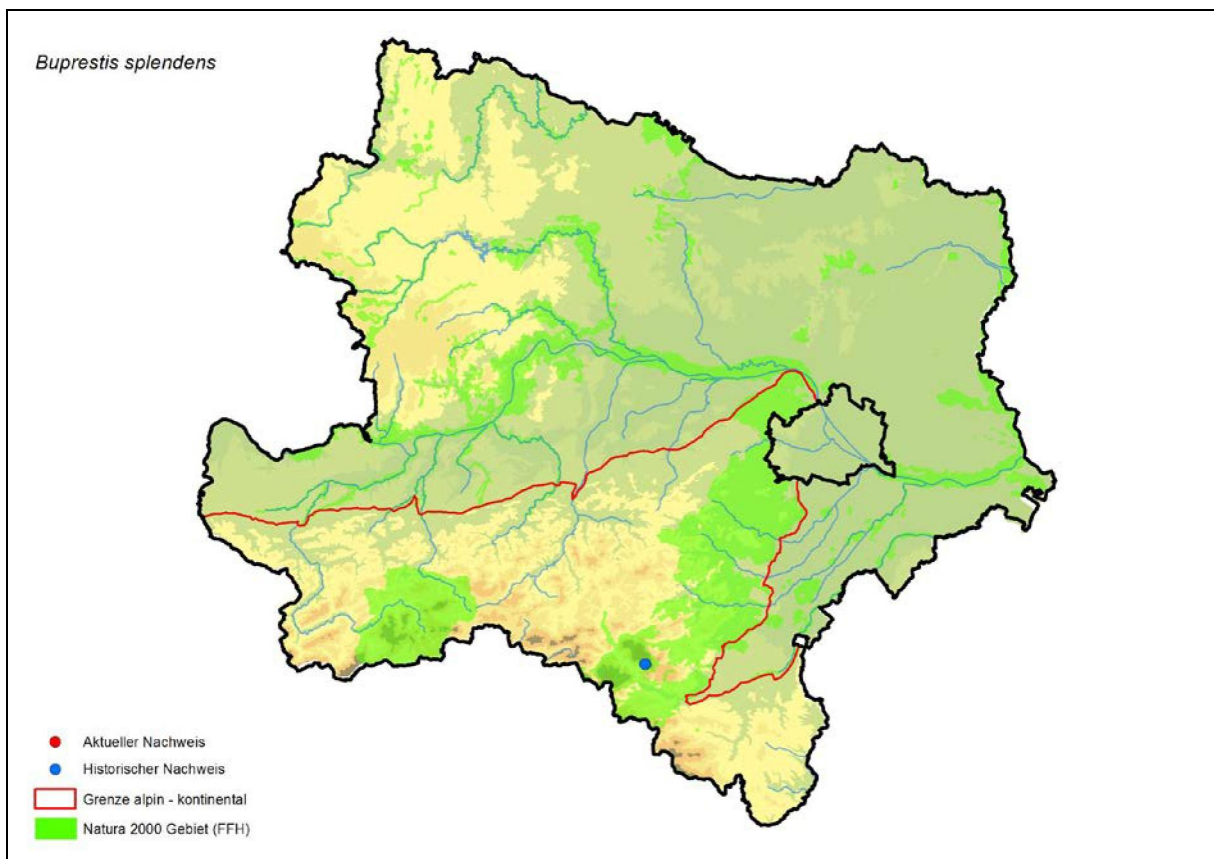 Buprestis splendens
Aktueller Nachweis
Historischer Nachweis
Grenze alpin - kontinental
Natura 2000 Gebiet (FFH)